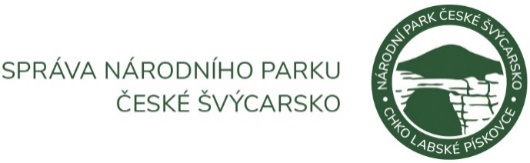 SPRÁVA NÁRODNÍHO PARKU
ČESKÉ ŠVÝCARSKO
NÁRODNÍ PARK ČESKÉ ŠVÝCARSKO
CHKO LABSKÉ PÍSKOVCE